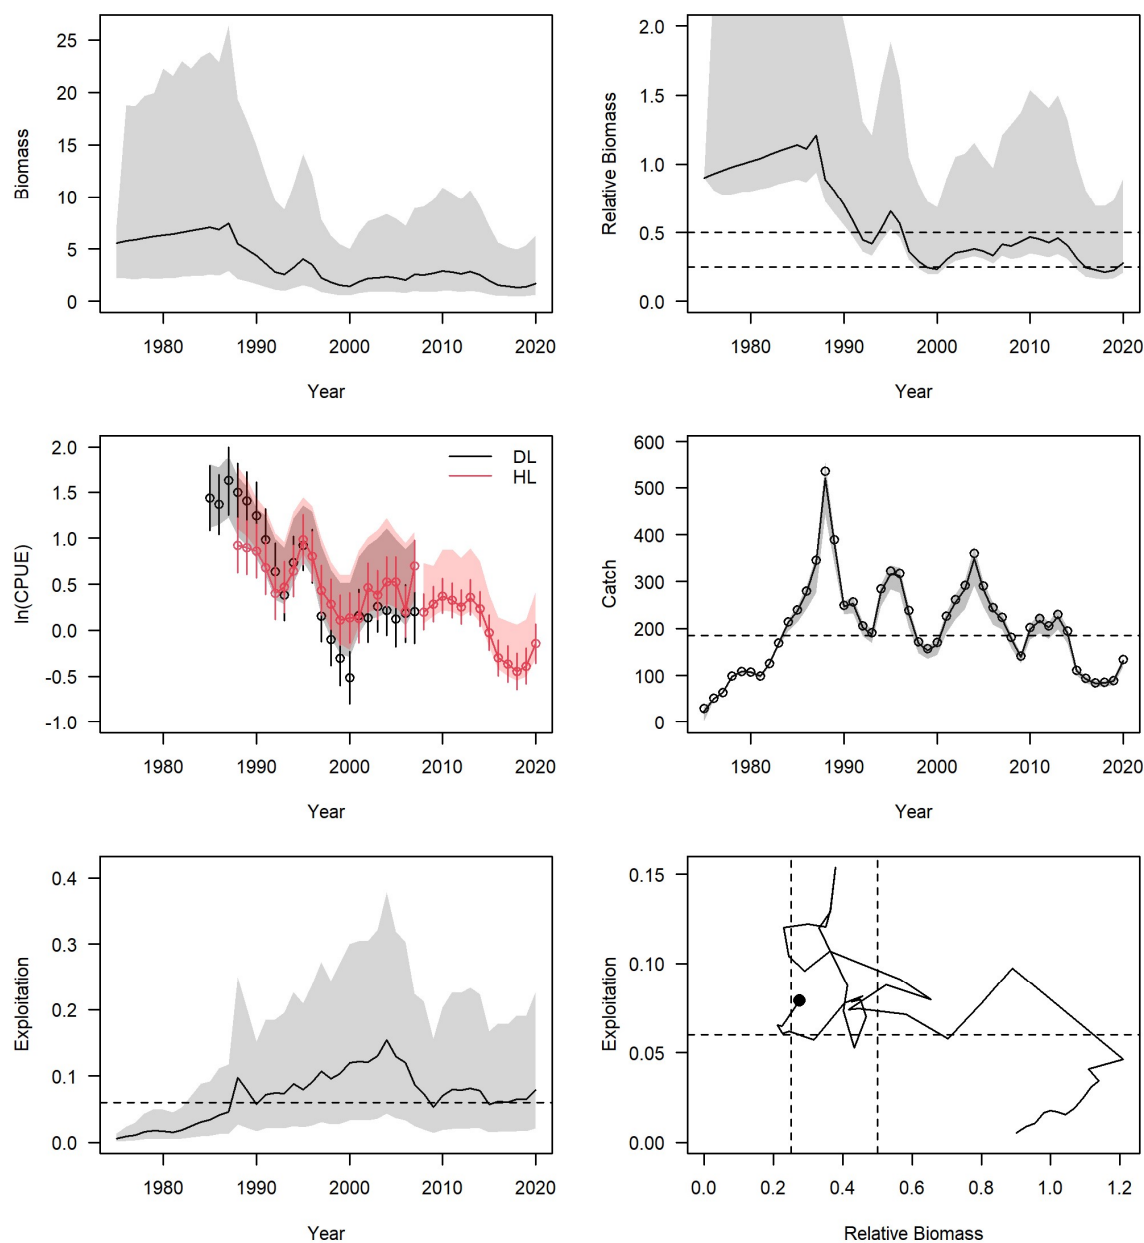 Biomass
25
20
15
10
5
0
1980 1990 2000 2010 2020
Year
Relative Biomass
2.0
1.5
1.0
0.5
0.0
1980 1990 2000 2010 2020
Year
ln(CPUE)
2.0
1.5
1.0
0.5
0.0
-0.5
-1.0
DL
HL
1980 1990 2000 2010 2020
Year
Catch
600
500
400
300
200
100
0
1980 1990 2000 2010 2020
Year
Exploitation
0.4
0.3
0.2
0.1
0.0
1980 1990 2000 2010 2020
Year
Exploitation
0.15
0.10
0.05
0.00
0.0 0.2 0.4 0.6 0.8 1.0 1.2
Relative Biomass